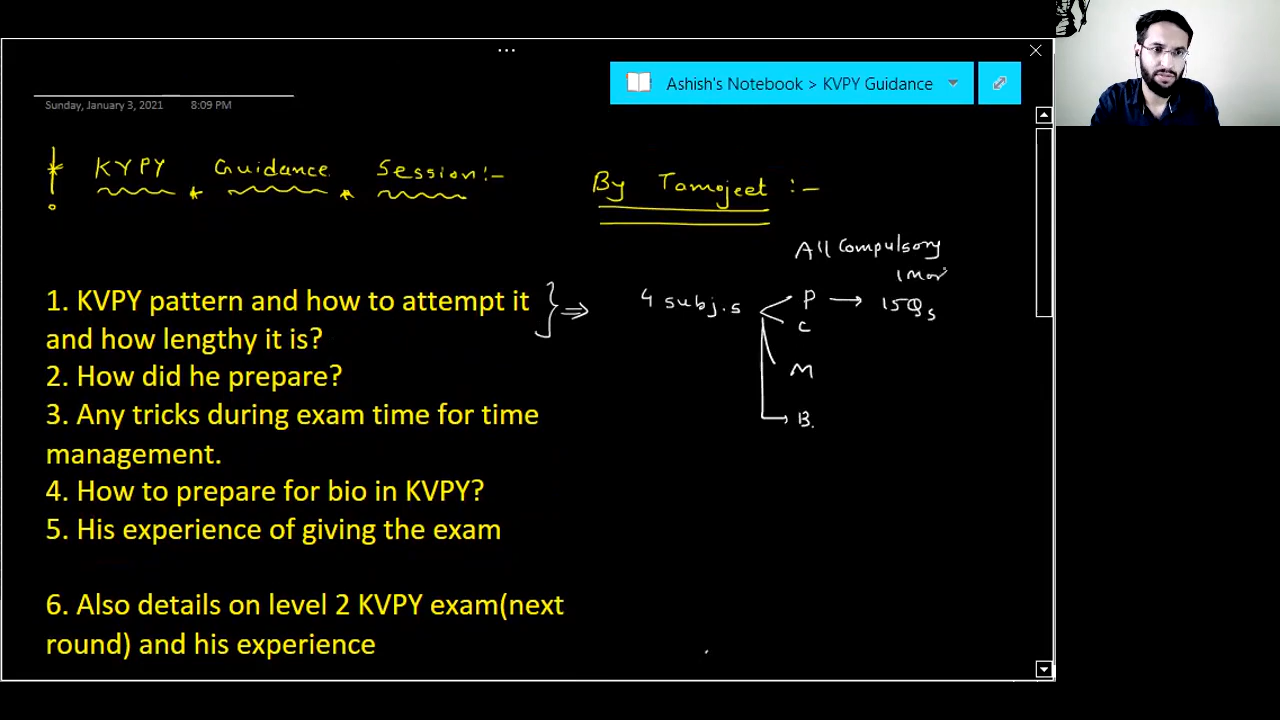 ...
Ashish's Notebook > KVPY Guidance
Sunday, January 3, 2021 8:09 PM
KVPY Guidance Session:-
By Tamojeet :-
All Compulsory
1 Mar
4 subj.s P → 15Qs
C
M
B.
1. KVPY pattern and how to attempt it
and how lengthy it is?
2. How did he prepare?
3. Any tricks during exam time for time
management.
4. How to prepare for bio in KVPY?
5. His experience of giving the exam
6. Also details on level 2 KVPY exam(next
round) and his experience